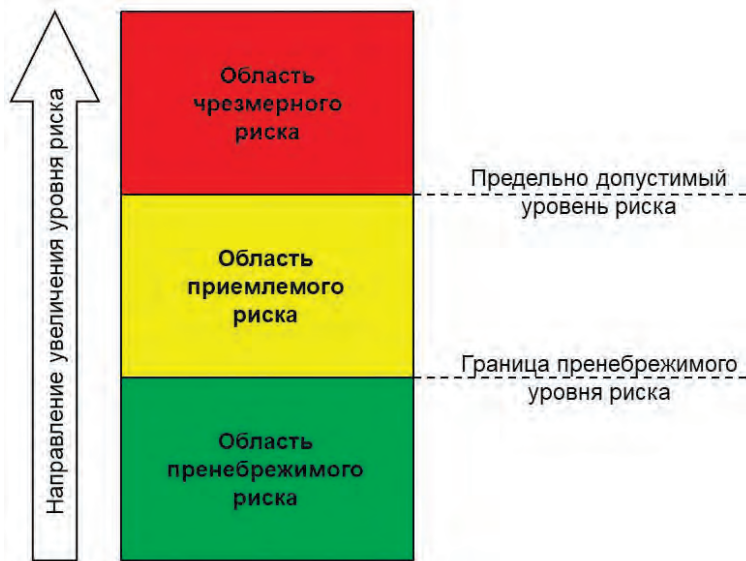 Направление увеличения уровня риска
Область
чрезмерного
риска
Предельно допустимый
уровень риска
Область
приемлемого
риска
Граница пренебрежимого
уровня риска
Область
пренебрежимого
риска